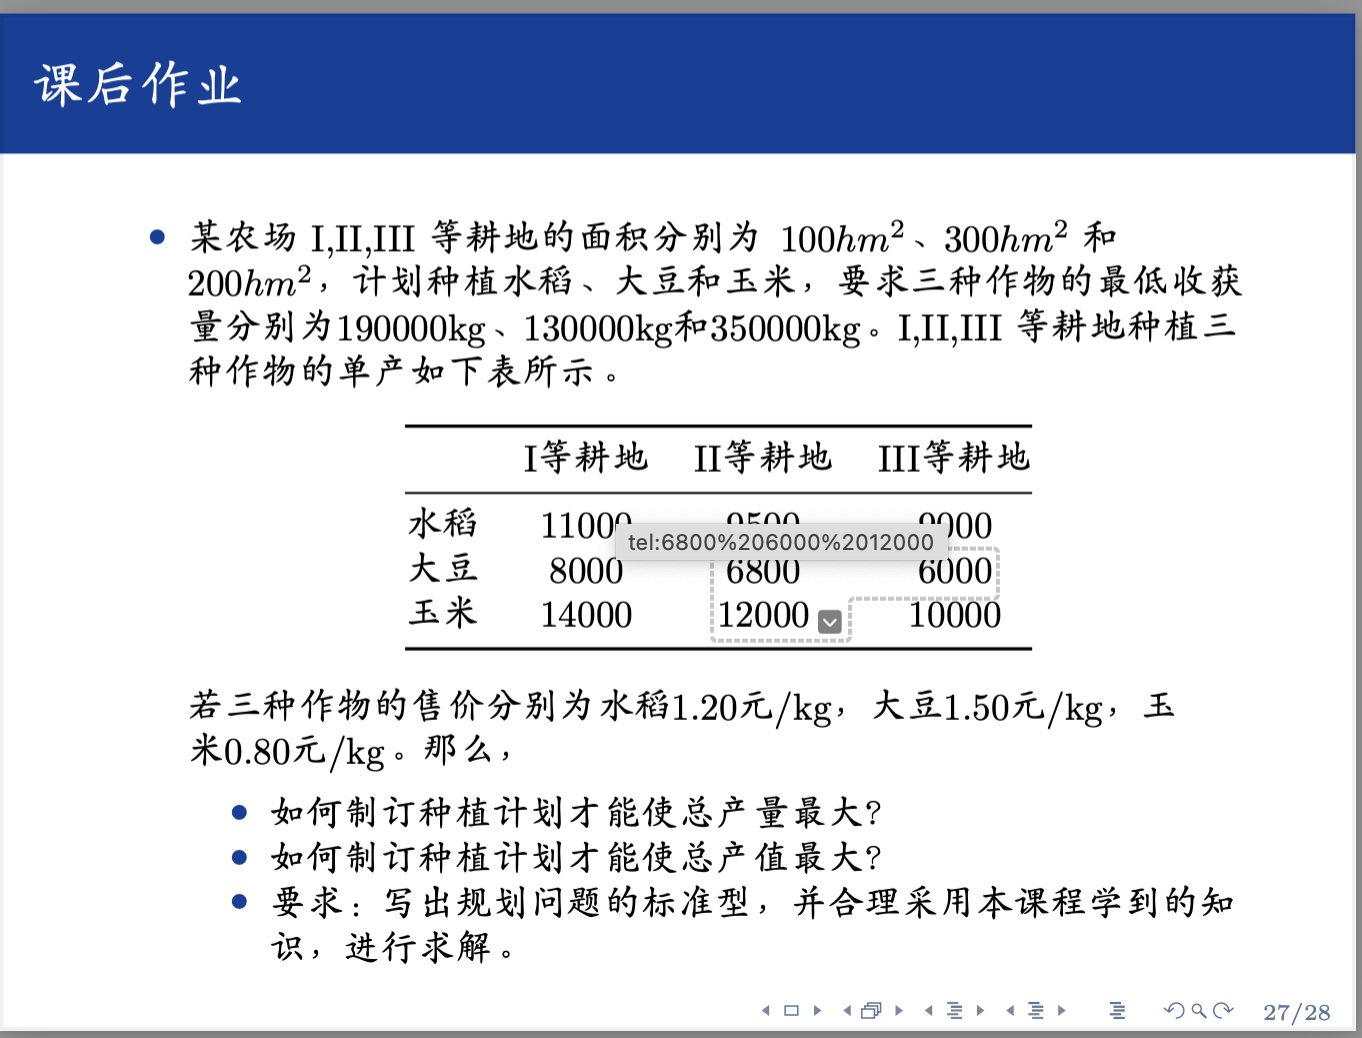 课后作业
某农场 I,II,III 等耕地的面积分别为 100hm²、300hm² 和
200hm²，计划种植水稻、大豆和玉米，要求三种作物的最低收获
量分别为190000kg、130000kg和350000kg。I,II,III 等耕地种植三
种作物的单产如下表所示。
I等耕地 II等耕地 III等耕地
水稻 11000 9500 9000
tel:6800%206000%2012000
大豆 8000 6800 6000
玉米 14000 12000 10000
若三种作物的售价分别为水稻1.20元/kg，大豆1.50元/kg，玉
米0.80元/kg。那么，
如何制订种植计划才能使总产量最大?
如何制订种植计划才能使总产值最大?
要求：写出规划问题的标准型，并合理采用本课程学到的知
识，进行求解。
27/28